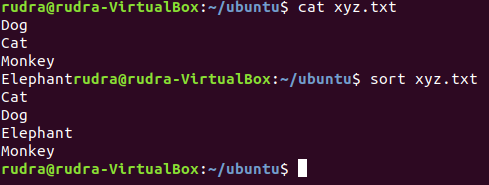 rudra@rudra-VirtualBox:~/ubuntu$ cat xyz.txt
Dog
Cat
Monkey
Elephantrudra@rudra-VirtualBox:~/ubuntu$ sort xyz.txt
Cat
Dog
Elephant
Monkey
rudra@rudra-VirtualBox:~/ubuntu$